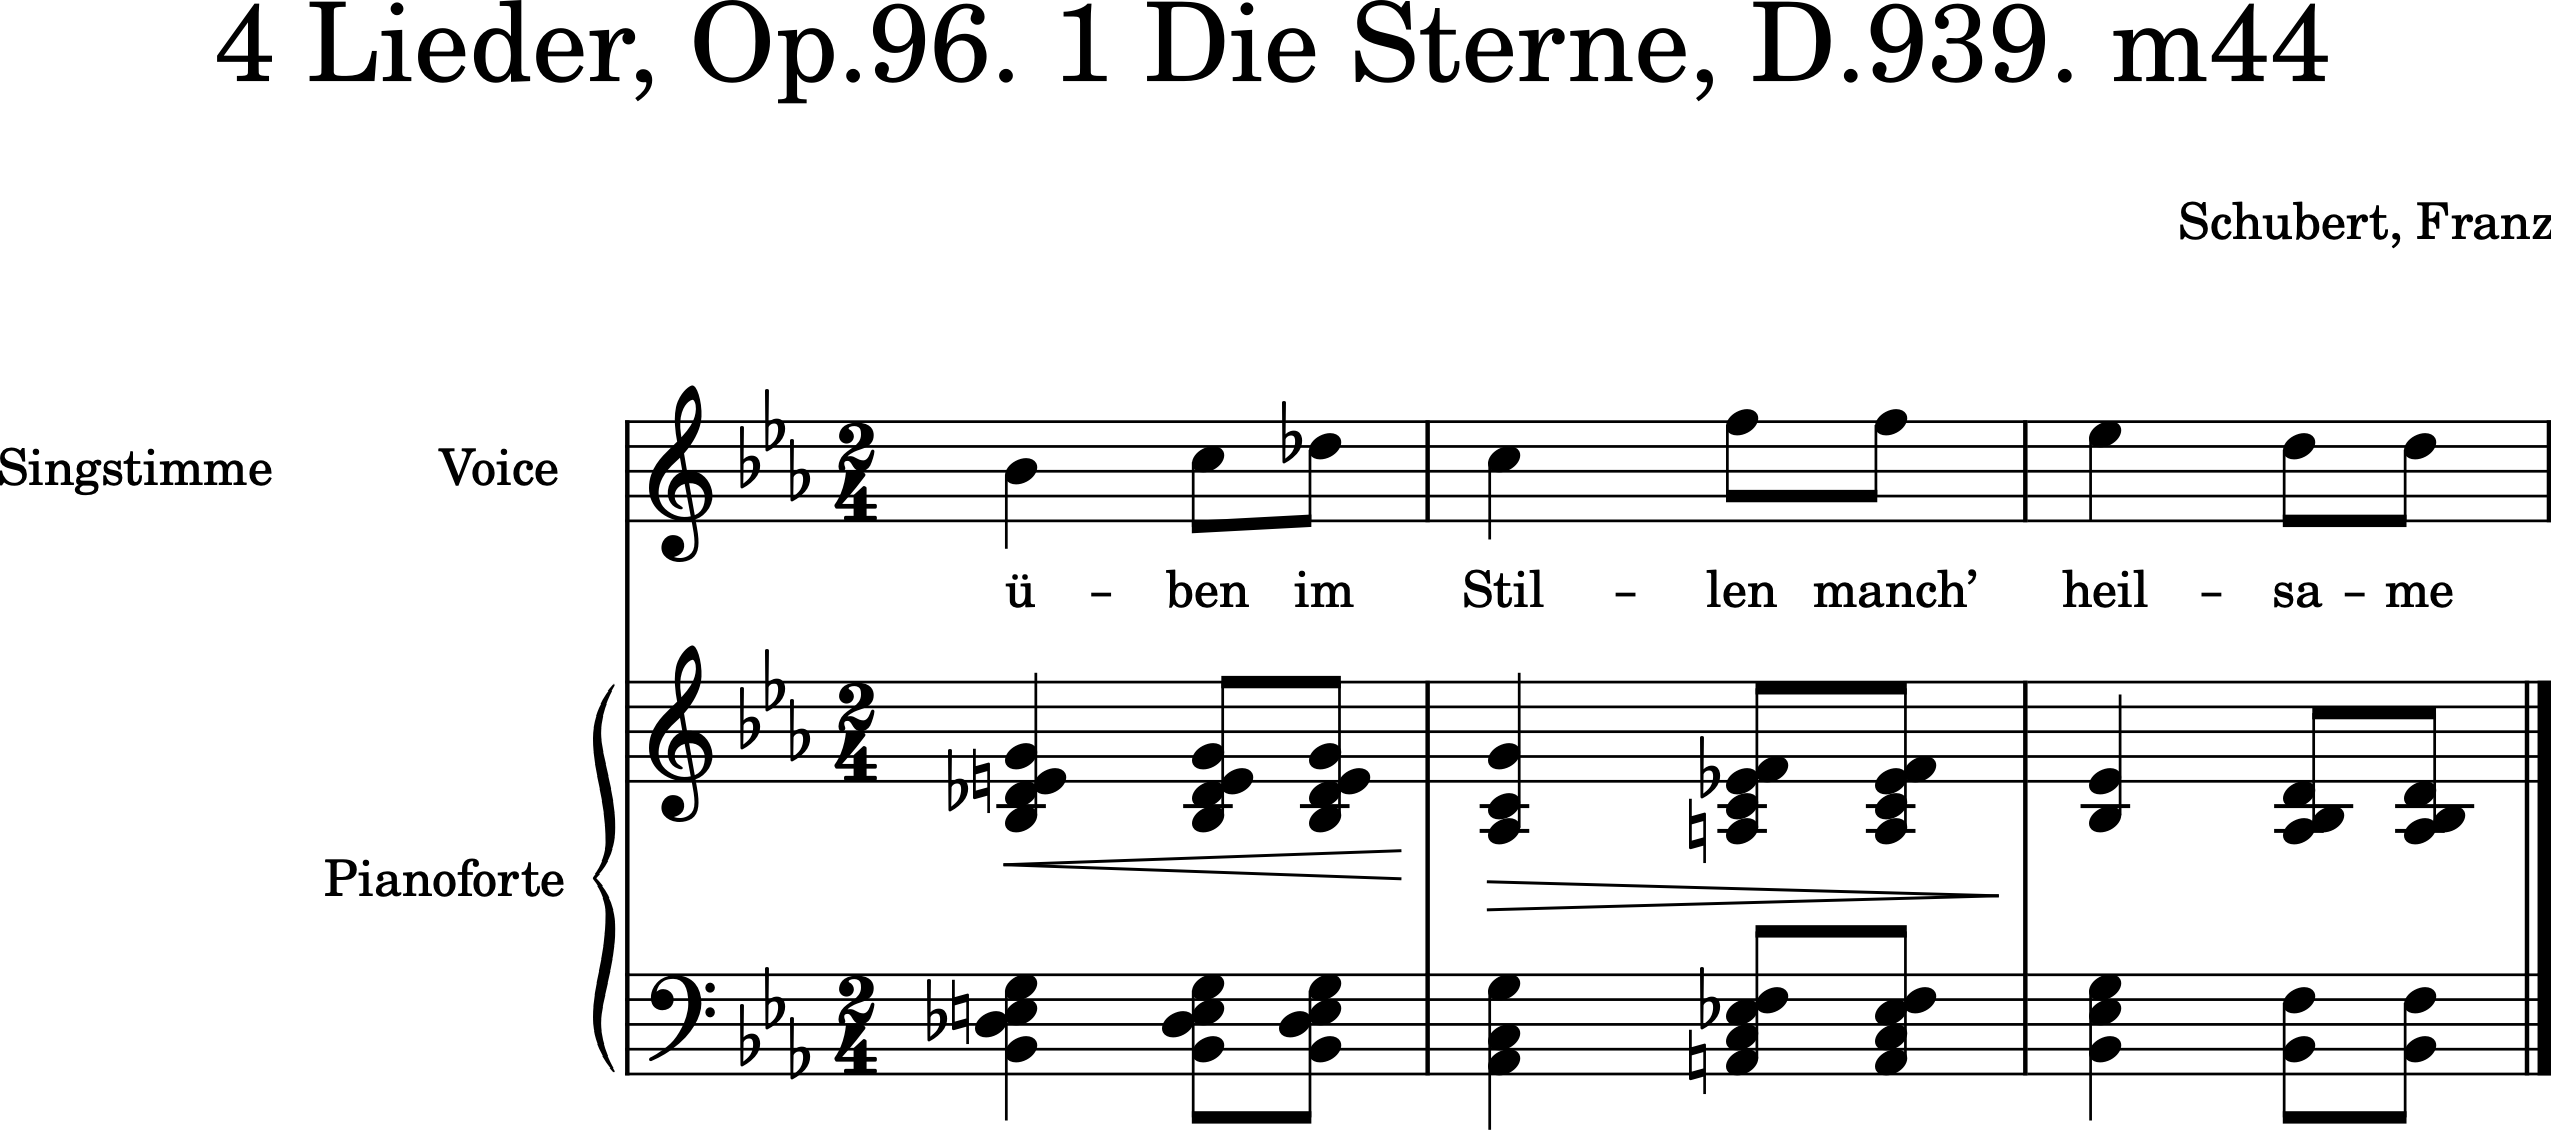 4 Lieder, Op.96. 1 Die Sterne, D.939. m44
Schubert, Franz
Singstimme Voice
ü – ben im Stil – len manch’ heil – sa – me
Pianoforte